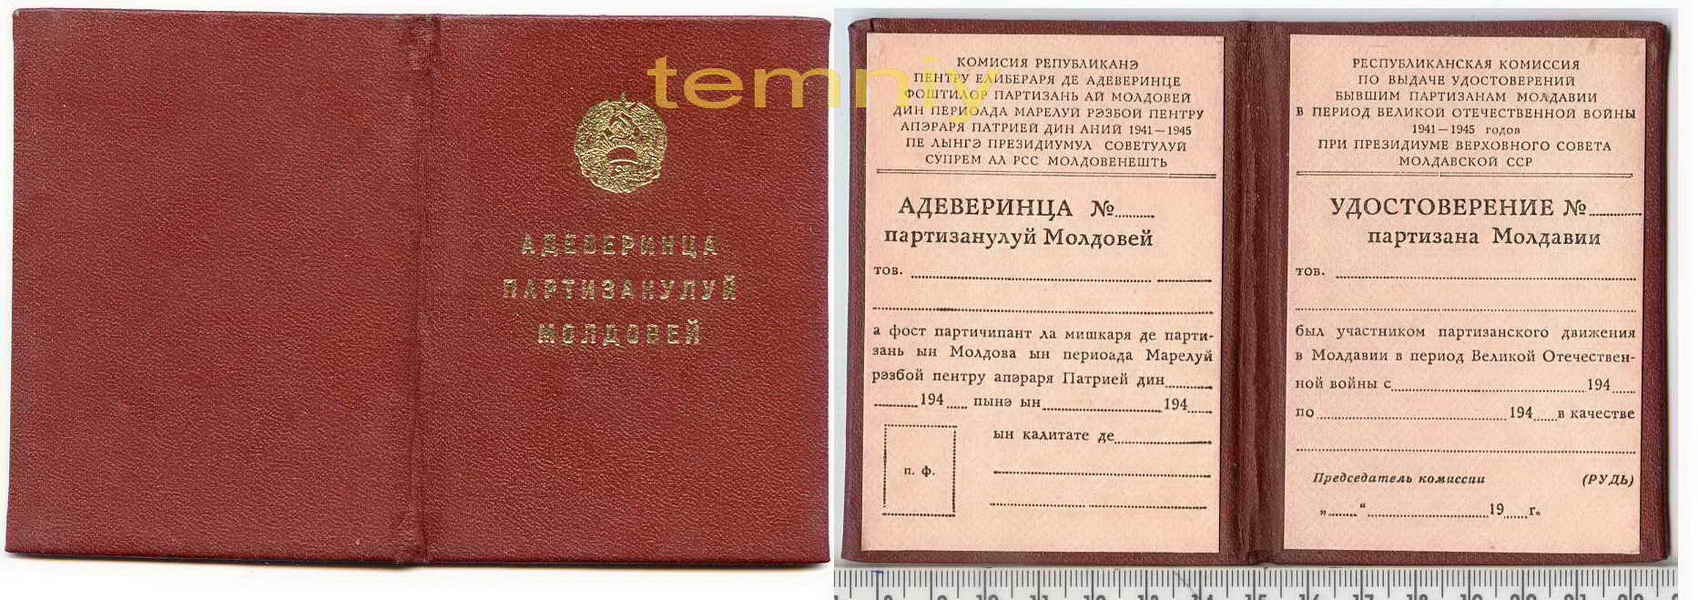 temniy
АДЕВЕРИНЦА
ПАРТИЗАНУЛУЙ
МОЛДОВЕЙ
КОМИСИЯ РЕПУБЛИКАНЭ
ПЕНТРУ ЕЛИБЕРАРЯ ДЕ АДЕВЕРИНЦЕ
ФОШТИЛОР ПАРТИЗАНЬ АЙ МОЛДОВЕЙ
ДИН ПЕРИОАДА МАРЕЛУЙ РЭЗБОЙ ПЕНТРУ
АПЭРАРЯ ПАТРИЕЙ ДИН АНИЙ 1941—1945
ПЕ ЛЫНГЭ ПРЕЗИДИУМУЛ СОВЕТУЛУЙ
СУПРЕМ АЛ РСС МОЛДОВЕНЕШТЬ
АДЕВЕРИНЦА №
партизанулуй Молдовей
тов.
а фост партичипант ла мишкаря де парти-
зань ын Молдова ын периоада Марелуй
рэзбой пентру апэраря Патрией дин
194 пынэ ын 194
ын калитате де
п. ф.
РЕСПУБЛИКАНСКАЯ КОМИССИЯ
ПО ВЫДАЧЕ УДОСТОВЕРЕНИЙ
БЫВШИМ ПАРТИЗАНАМ МОЛДАВИИ
В ПЕРИОД ВЕЛИКОЙ ОТЕЧЕСТВЕННОЙ ВОЙНЫ
1941—1945 годов
ПРИ ПРЕЗИДИУМЕ ВЕРХОВНОГО СОВЕТА
МОЛДАВСКОЙ ССР
УДОСТОВЕРЕНИЕ №
партизана Молдавии
тов.
был участником партизанского движения
в Молдавии в период Великой Отечествен-
ной войны с 194
по 194 в качестве
Председатель комиссии (РУДЬ)
„ “ 19 г.